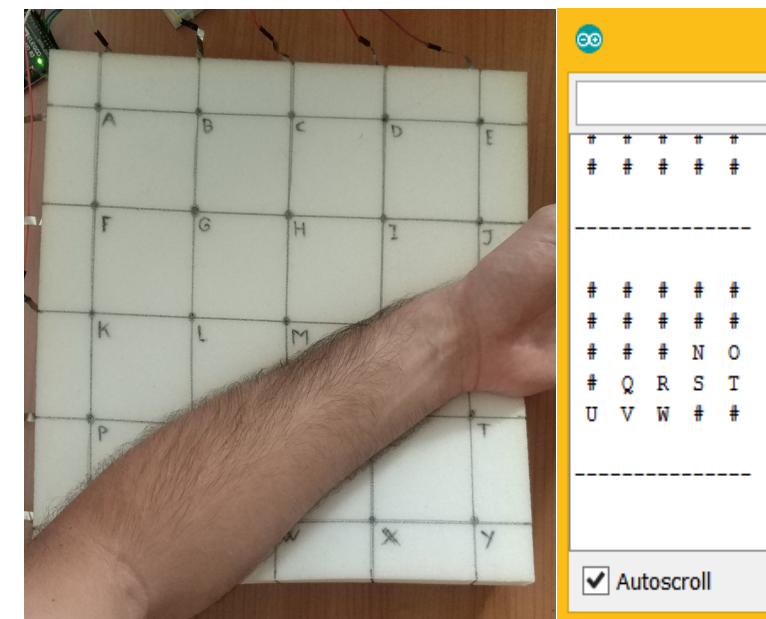 A B C D E
F G H I J
K L M
P T
W X Y
# # # # #
# # # # #
---------------
# # # # #
# # # # #
# # # N O
# Q R S T
U V W # #
---------------
Autoscroll